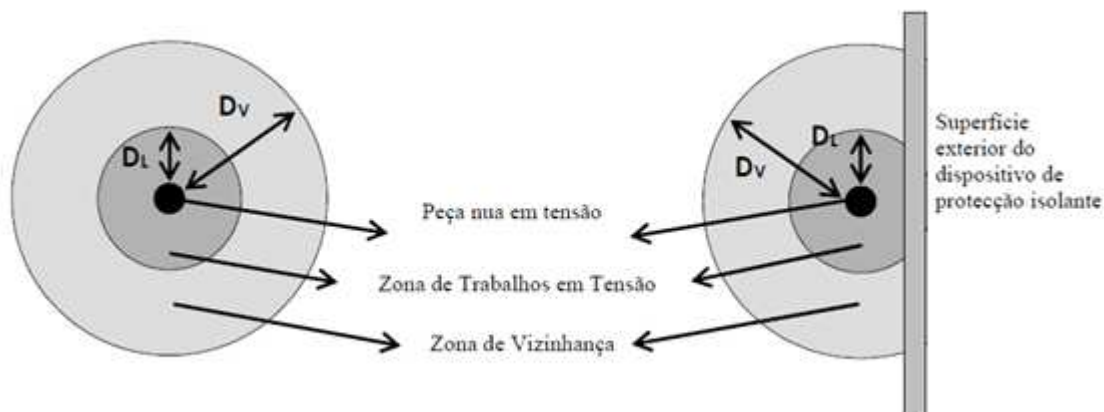 DV
DL
Peça nua em tensão
Zona de Trabalhos em Tensão
Zona de Vizinhança
DL
DV
Superfície
exterior do
dispositivo de
protecção isolante